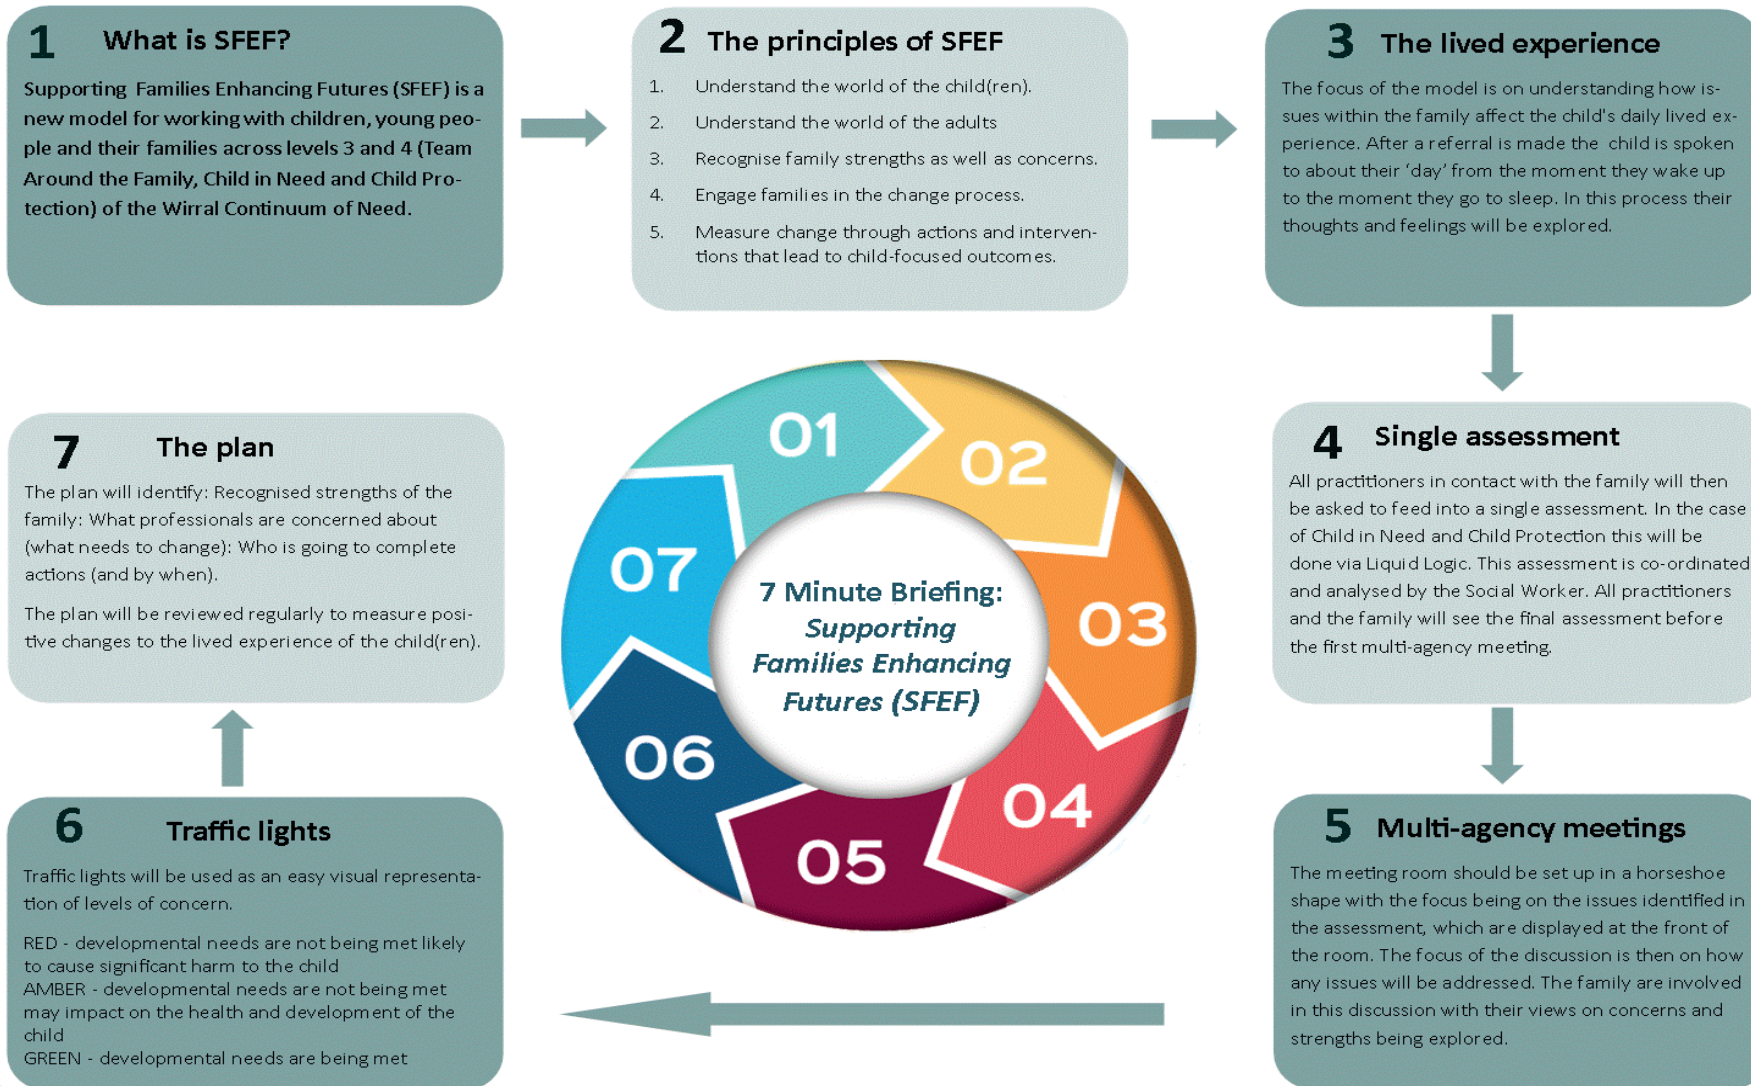 1 What is SFEF?
Supporting Families Enhancing Futures (SFEF) is a
new model for working with children, young peo-
ple and their families across levels 3 and 4 (Team
Around the Family, Child in Need and Child Pro-
tection) of the Wirral Continuum of Need.
2 The principles of SFEF
1. Understand the world of the child(ren).
2. Understand the world of the adults
3. Recognise family strengths as well as concerns.
4. Engage families in the change process.
5. Measure change through actions and interven-
tions that lead to child-focused outcomes.
3 The lived experience
The focus of the model is on understanding how is-
sues within the family affect the child's daily lived ex-
perience. After a referral is made the child is spoken
to about their ‘day’ from the moment they wake up
to the moment they go to sleep. In this process their
thoughts and feelings will be explored.
4 Single assessment
All practitioners in contact with the family will then
be asked to feed into a single assessment. In the case
of Child in Need and Child Protection this will be
done via Liquid Logic. This assessment is co-ordinated
and analysed by the Social Worker. All practitioners
and the family will see the final assessment before
the first multi-agency meeting.
5 Multi-agency meetings
The meeting room should be set up in a horseshoe
shape with the focus being on the issues identified in
the assessment, which are displayed at the front of
the room. The focus of the discussion is then on how
any issues will be addressed. The family are involved
in this discussion with their views on concerns and
strengths being explored.
6 Traffic lights
Traffic lights will be used as an easy visual representa-
tion of levels of concern.
RED - developmental needs are not being met likely
to cause significant harm to the child
AMBER - developmental needs are not being met
may impact on the health and development of the
child
GREEN - developmental needs are being met
7 The plan
The plan will identify: Recognised strengths of the
family: What professionals are concerned about
(what needs to change): Who is going to complete
actions (and by when).
The plan will be reviewed regularly to measure posi-
tive changes to the lived experience of the child(ren).
01
02
03
04
05
06
07
7 Minute Briefing:
Supporting
Families Enhancing
Futures (SFEF)